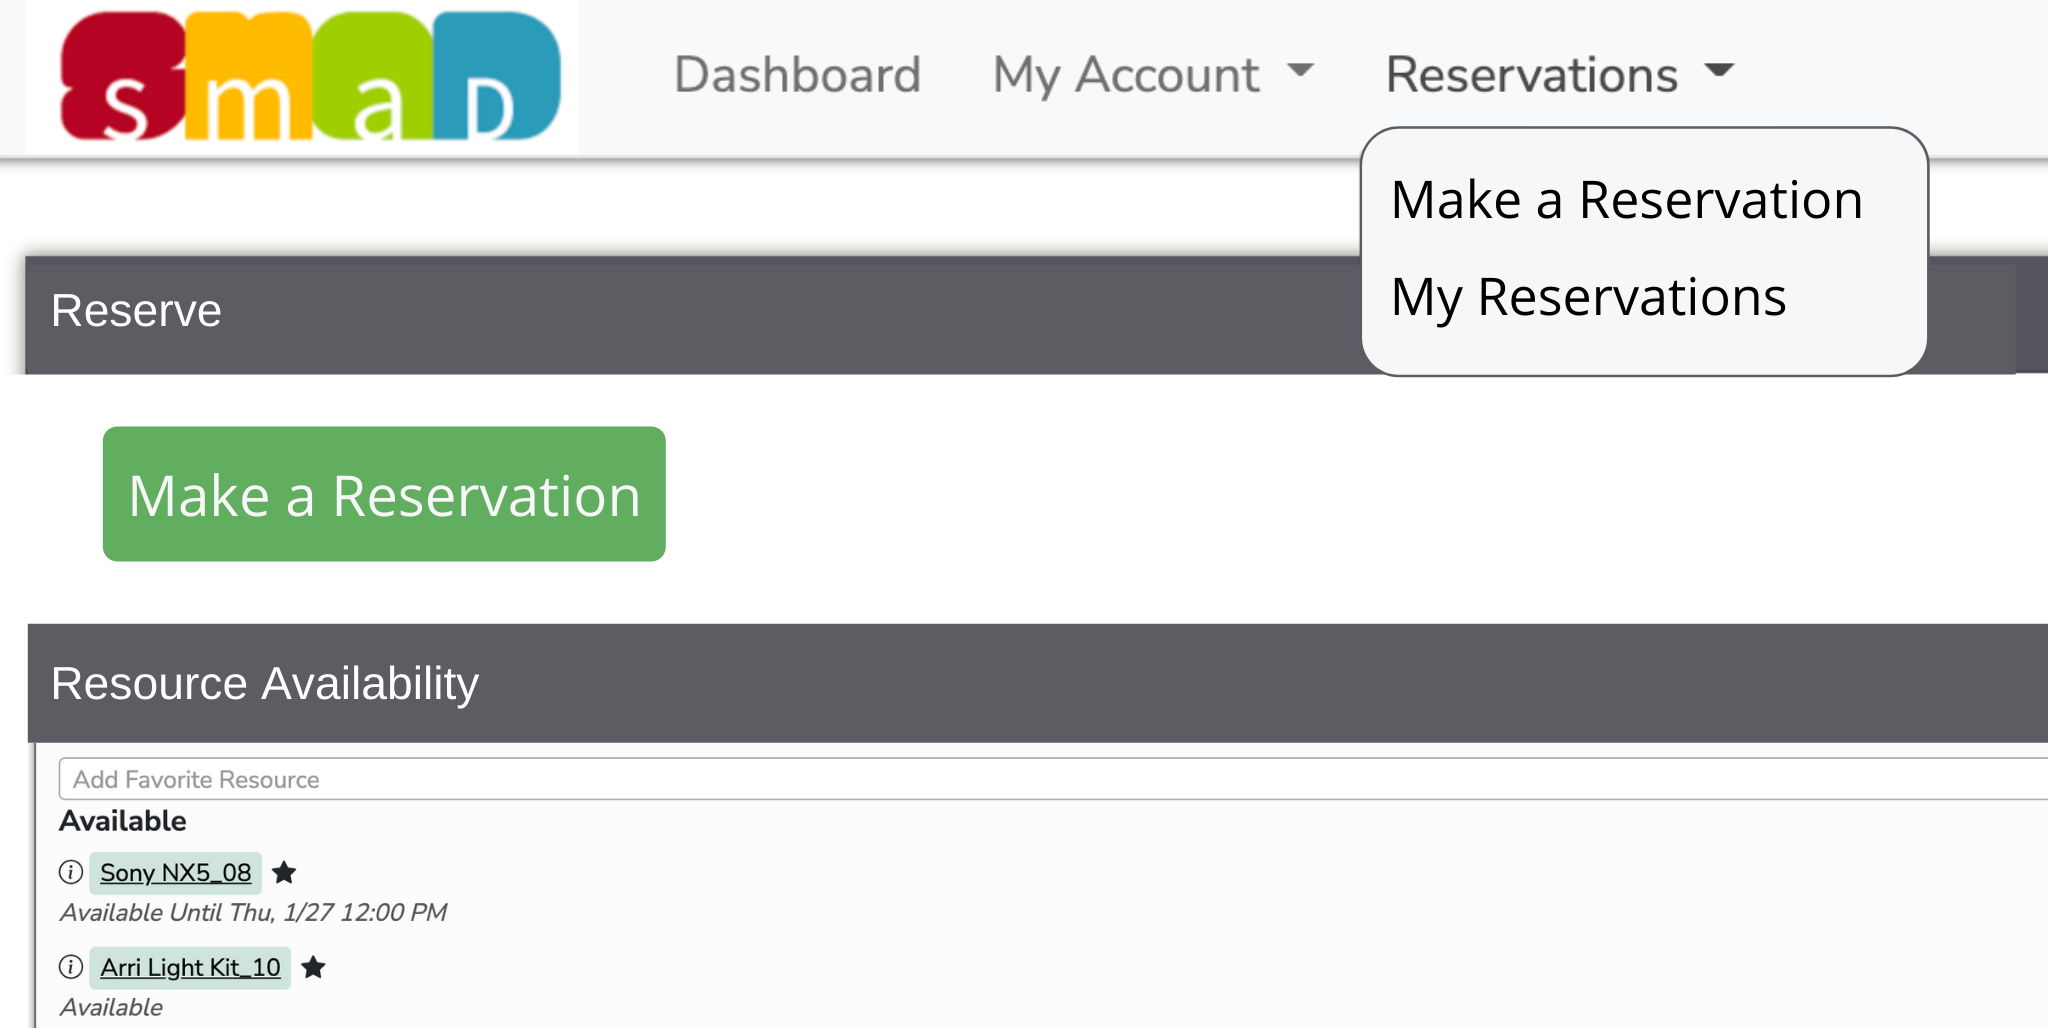 smaD
Dashboard My Account Reservations
Make a Reservation
My Reservations
Reserve
Make a Reservation
Resource Availability
Add Favorite Resource
Available
Sony NX5_08
Available Until Thu, 1/27 12:00 PM
Arri Light Kit_10
Available